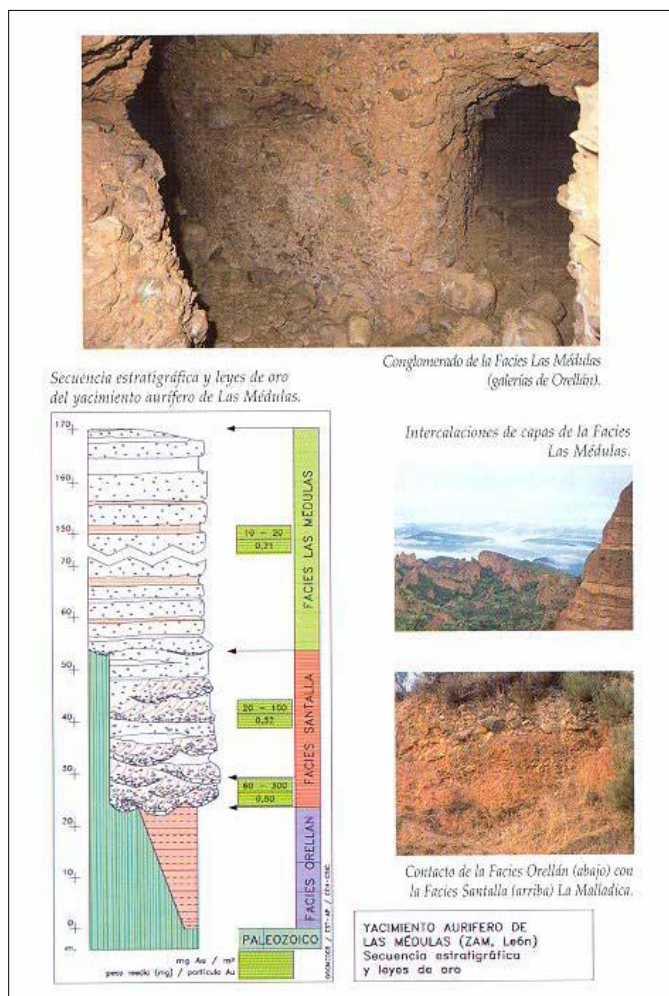 Conglomerado de la Facies Las Médulas
(galerías de Orellán).
Secuencia estratigráfica y leyes de oro
del yacimiento aurífero de Las Médulas.
Intercalaciones de capas de la Facies
Las Médulas.
170
160
150
70
60
50
40
30
20
10
0
m.
10 - 20
0,21
20 - 100
0,52
60 - 300
0,60
FACIES LAS MÉDULAS
FACIES SANTALLA
FACIES ORELLÁN
PALEOZOICO
mg Au / m³
peso medio (mg) / partícula Au
Contacto de la Facies Orellán (abajo) con
la Facies Santalla (arriba) La Malladica.
YACIMIENTO AURIFERO DE
LAS MÉDULAS (ZAM, Le6n)
Secuencia estratigráfica
y leyes de oro